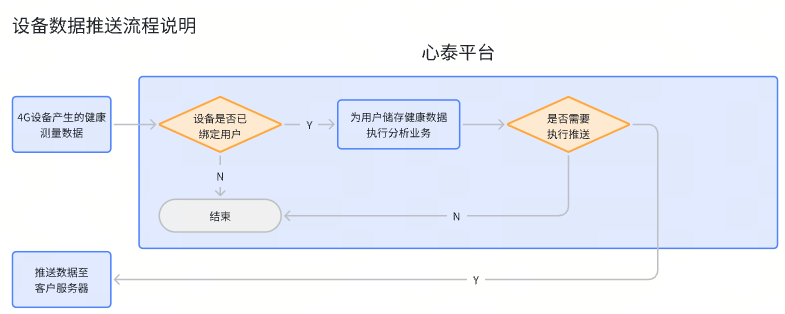 设备数据推送流程说明
心泰平台
4G设备产生的健康
测量数据
设备是否已
绑定用户
Y
为用户储存健康数据
执行分析业务
是否需要
执行推送
N
结束
N
推送数据至
客户服务器
Y